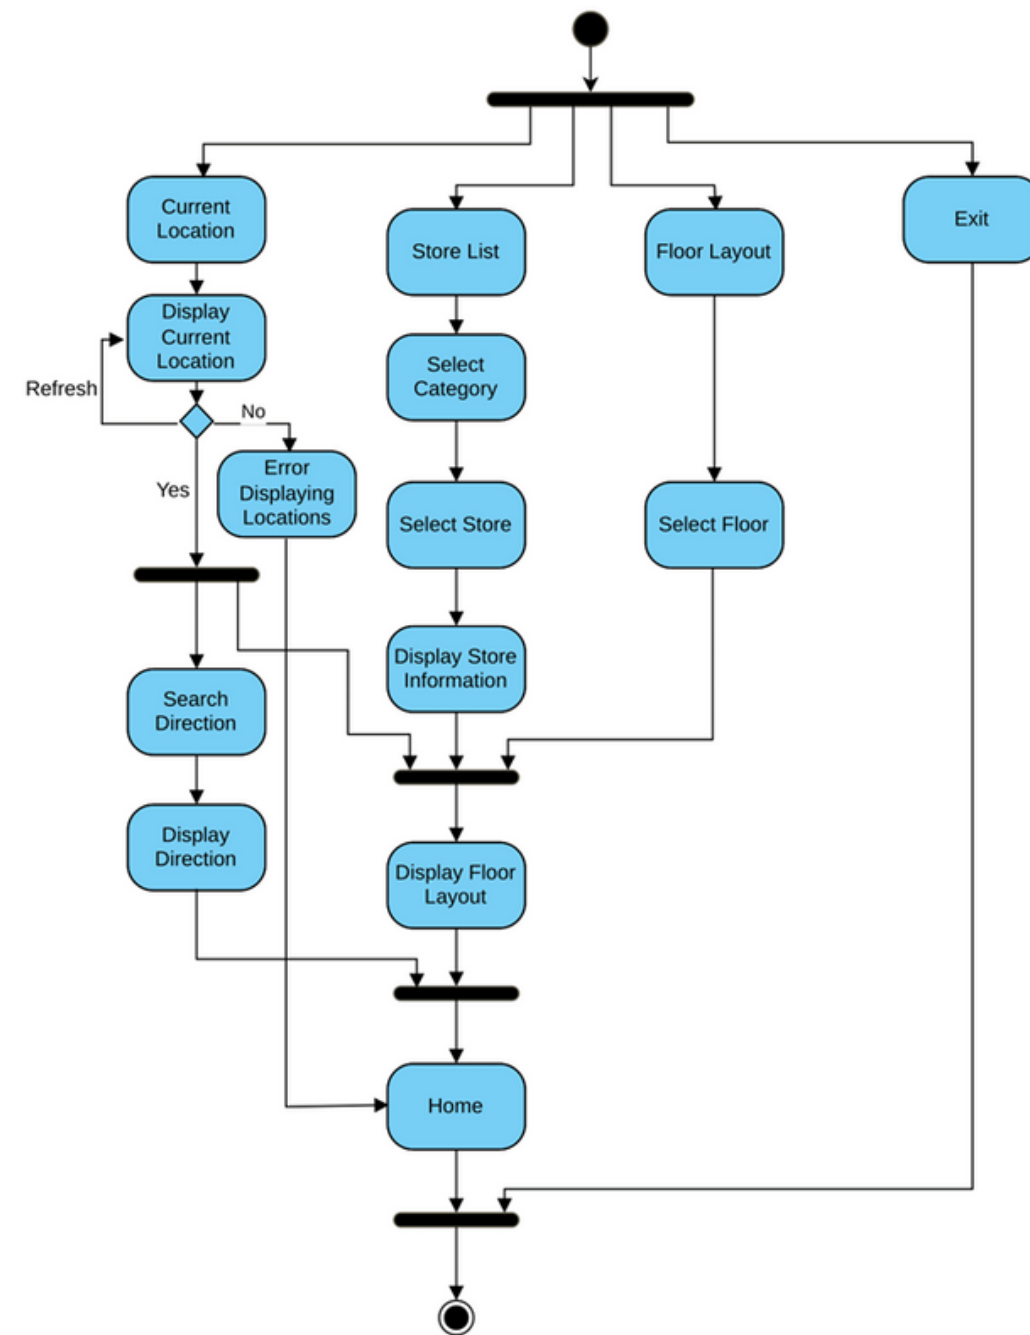 Current
Location
Store List
Floor Layout
Exit
Display
Current
Location
Refresh
No
Yes
Select
Category
Error
Displaying
Locations
Select Store
Select Floor
Display Store
Information
Search
Direction
Display
Direction
Display Floor
Layout
Home